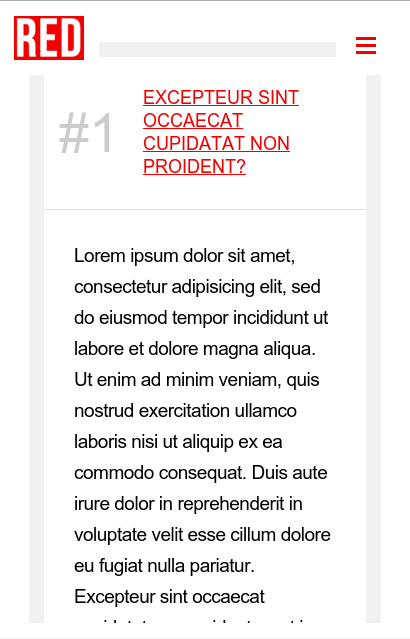 RED
#1
EXCEPTEUR SINT
OCCAECAT
CUPIDATAT NON
PROIDENT?
Lorem ipsum dolor sit amet,
consectetur adipisicing elit, sed
do eiusmod tempor incididunt ut
labore et dolore magna aliqua.
Ut enim ad minim veniam, quis
nostrud exercitation ullamco
laboris nisi ut aliquip ex ea
commodo consequat. Duis aute
irure dolor in reprehenderit in
voluptate velit esse cillum dolore
eu fugiat nulla pariatur.
Excepteur sint occaecat